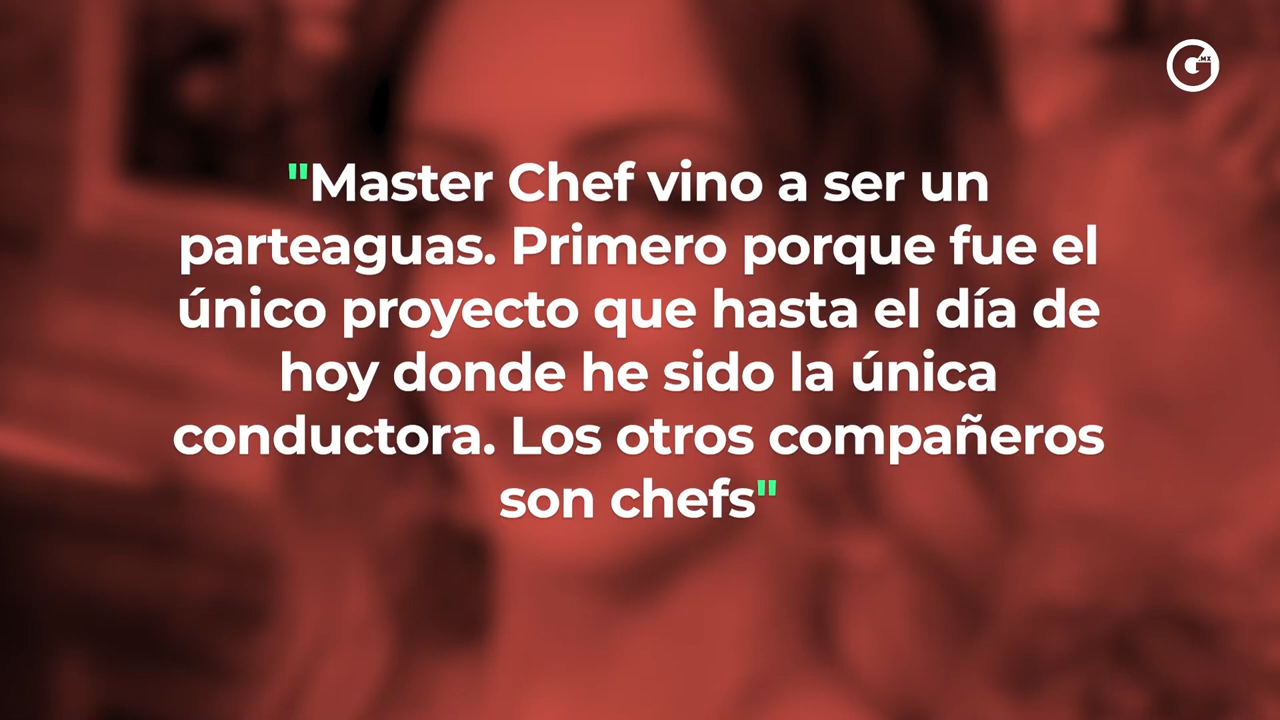 G.MX
"Master Chef vino a ser un
parteaguas. Primero porque fue el
único proyecto que hasta el día de
hoy donde he sido la única
conductora. Los otros compañeros
son chefs"